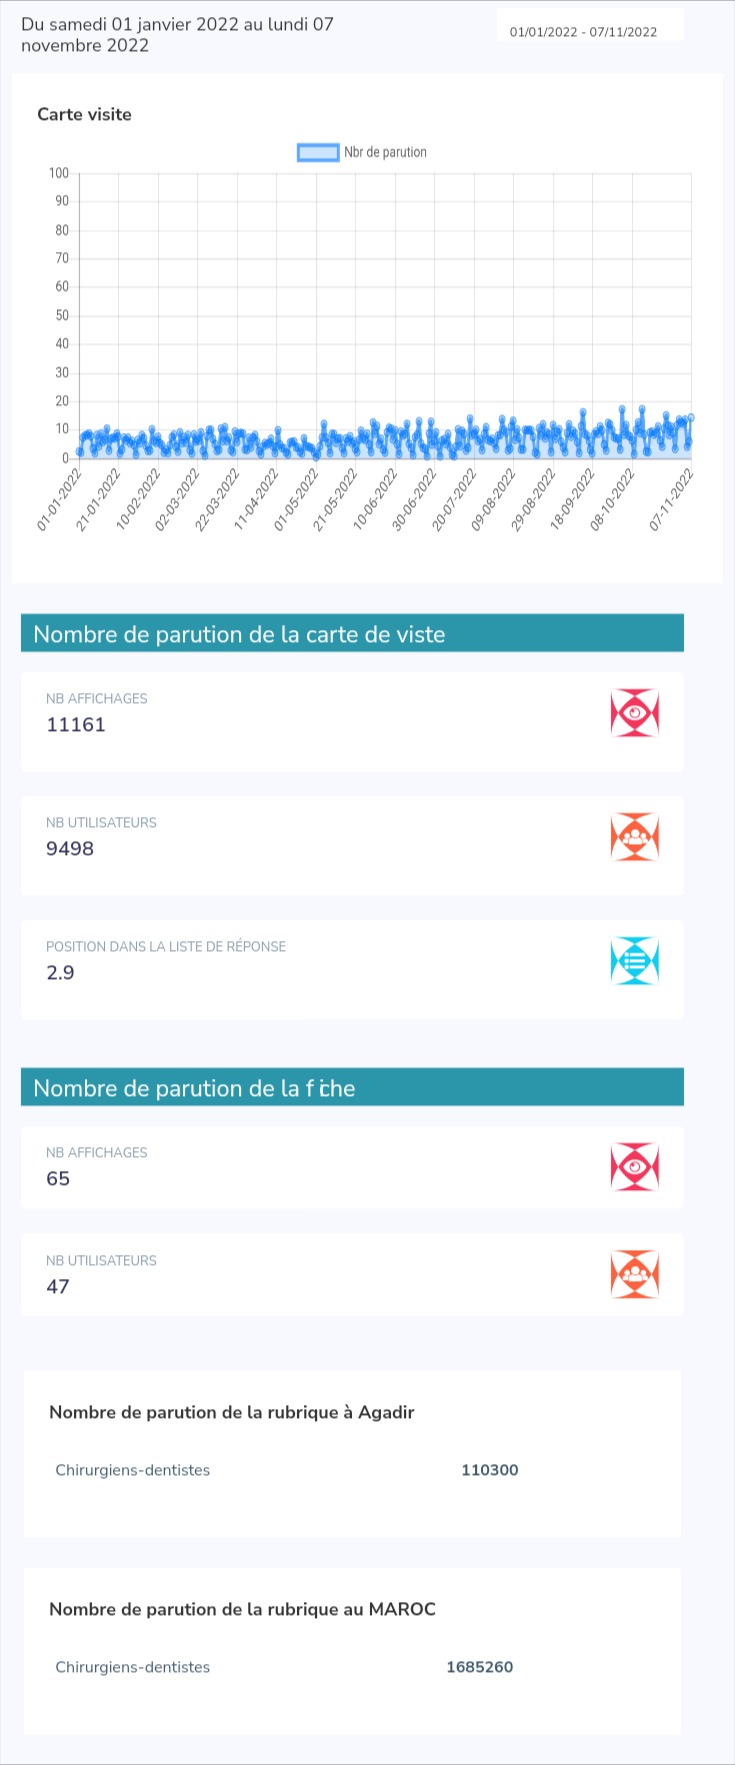 Du samedi 01 janvier 2022 au lundi 07
novembre 2022
01/01/2022 - 07/11/2022
Carte visite
Nbr de parution
100
90
80
70
60
50
40
30
20
10
0
01-01-2022
21-01-2022
10-02-2022
02-03-2022
22-03-2022
11-04-2022
01-05-2022
21-05-2022
10-06-2022
30-06-2022
20-07-2022
09-08-2022
29-08-2022
18-09-2022
08-10-2022
07-11-2022
Nombre de parution de la carte de viste
NB AFFICHAGES
11161
NB UTILISATEURS
9498
POSITION DANS LA LISTE DE RÉPONSE
2.9
Nombre de parution de la fiche
NB AFFICHAGES
65
NB UTILISATEURS
47
Nombre de parution de la rubrique à Agadir
Chirurgiens-dentistes 110300
Nombre de parution de la rubrique au MAROC
Chirurgiens-dentistes 1685260